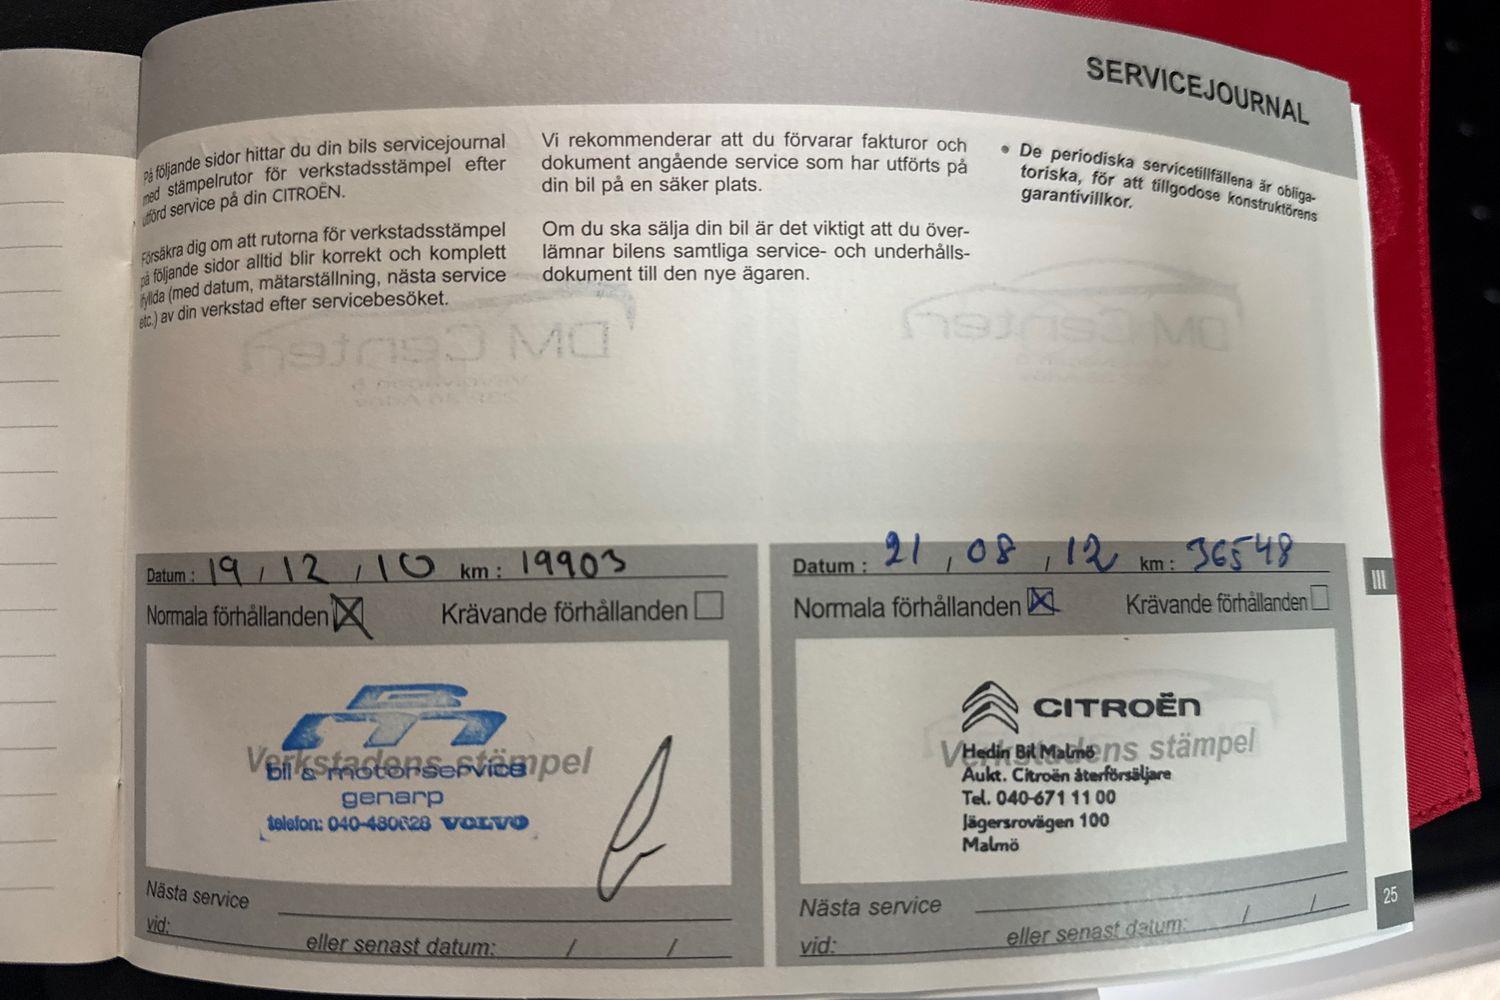 SERVICEJOURNAL
På följande sidor hittar du din bils servicejournal
med stämpelrutor för verkstadsstämpel efter
utförd service på din CITROËN.
Försäkra dig om att rutorna för verkstadsstämpel
på följande sidor alltid blir korrekt och komplett
ifyllda (med datum, mätarställning, nästa service
etc.) av din verkstad efter servicebesöket.
Vi rekommenderar att du förvarar fakturor och
dokument angående service som har utförts på
din bil på en säker plats.
Om du ska sälja din bil är det viktigt att du över-
lämnar bilens samtliga service- och underhålls-
dokument till den nye ägaren.
• De periodiska servicetillfällena är obliga-
toriska, för att tillgodose konstruktörens
garantivillkor.
DM Center
DM Center
Datum : 19 / 12 / 10 km : 19903
Normala förhållanden Krävande förhållanden
Verkstadens stämpel
bil & motorservice
genarp
telefon: 040-480628 VOLVO
Nästa service
vid:
eller senast datum: / /
Datum : 21 / 08 / 12 km : 36548
Normala förhållanden Krävande förhållanden
CITROËN
Verkstadens stämpel
Hedin Bil Malmö
Aukt. Citroën återförsäljare
Tel. 040-671 11 00
Jägersrovägen 100
Malmö
Nästa service
vid:
eller senast datum: / /
III
25